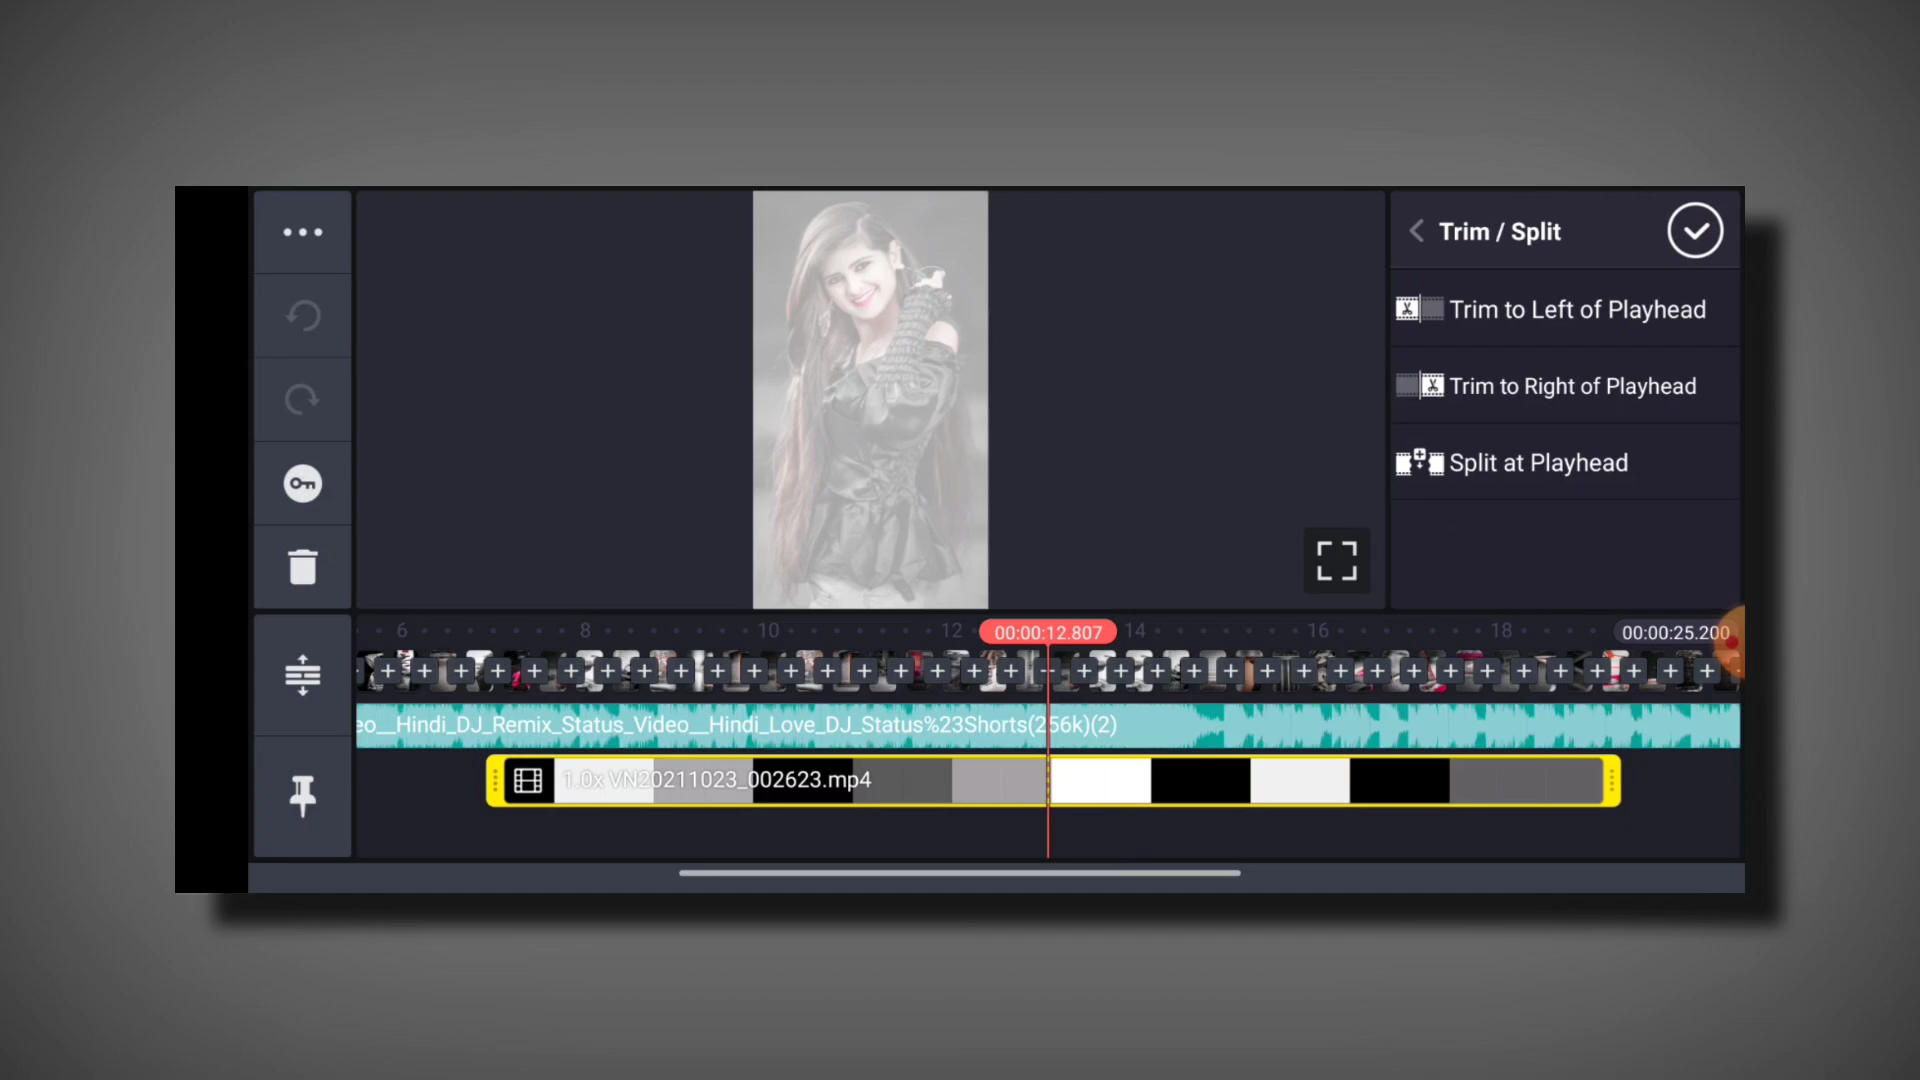 Trim / Split
Trim to Left of Playhead
Trim to Right of Playhead
Split at Playhead
6 8 10 12 00:00:12.807 14 16 18 00:00:25.200
eo__Hindi_DJ_Remix_Status_Video__Hindi_Love_DJ_Status%23Shorts(256k)(2)
1.0x VN20211023_002623.mp4